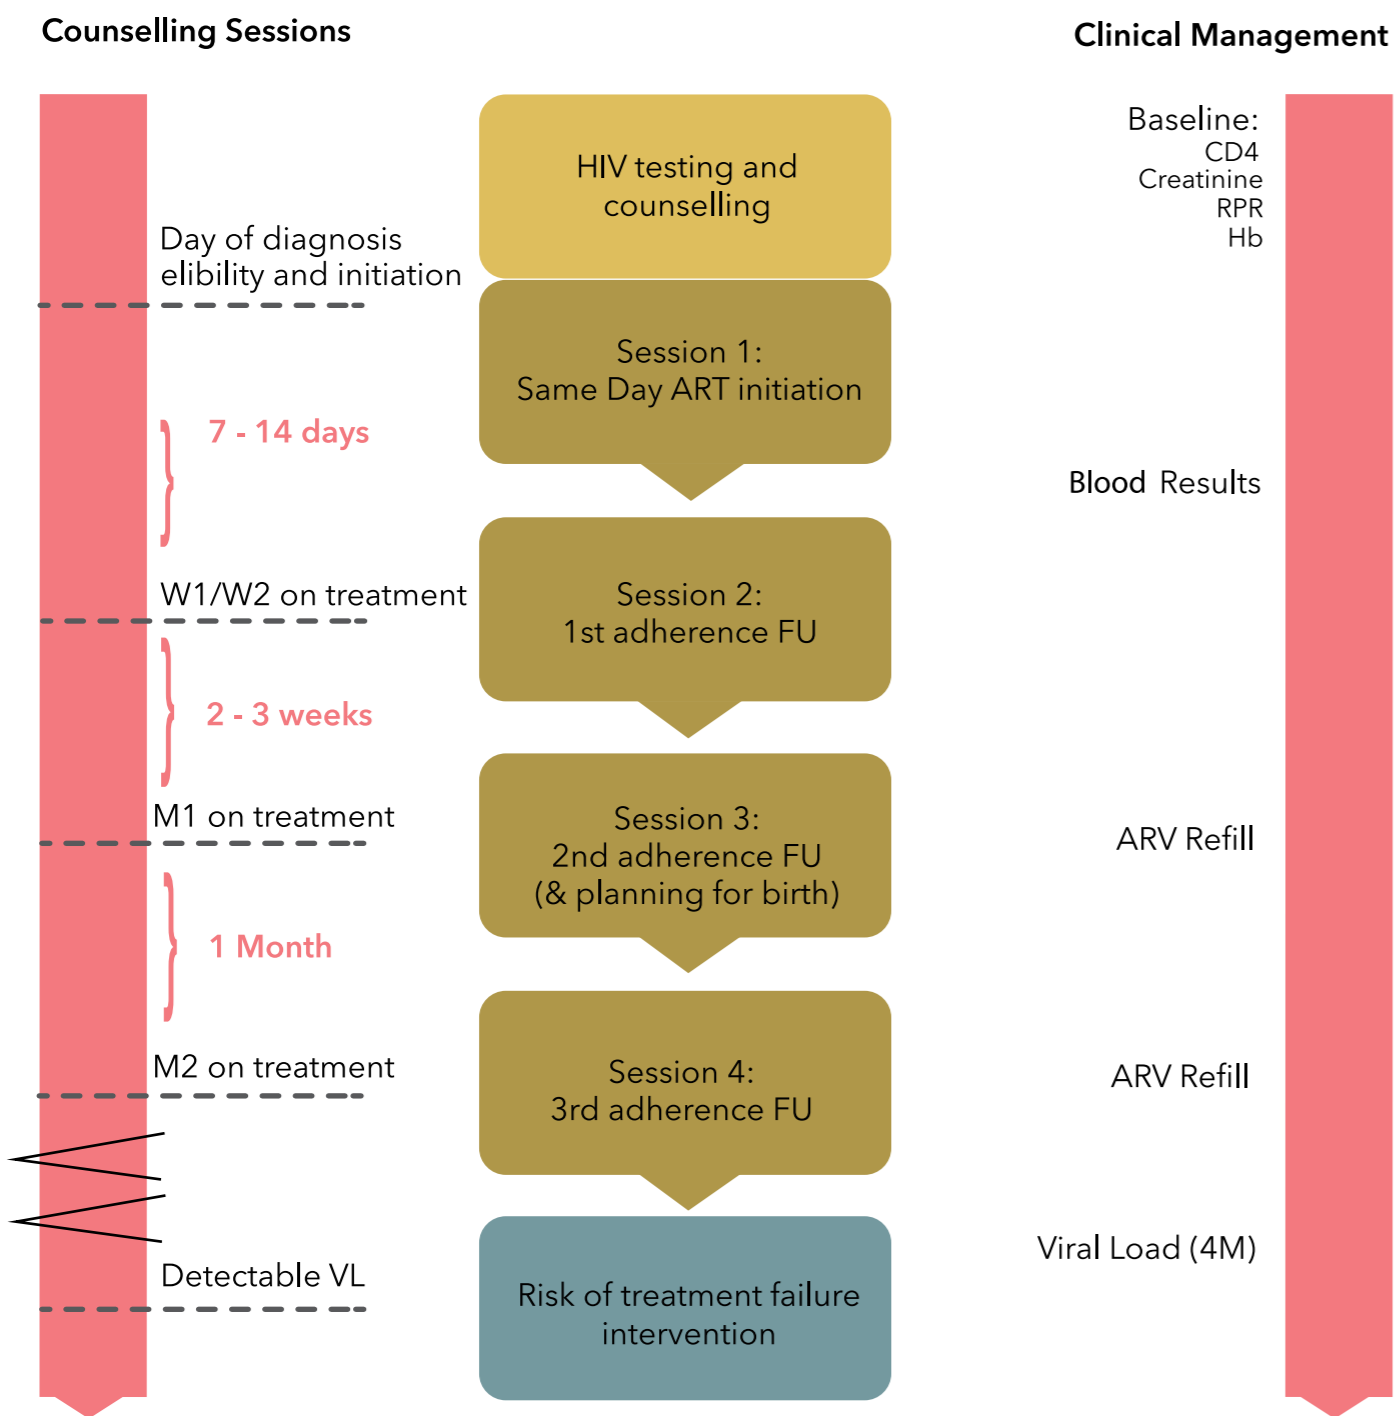 Counselling Sessions
Clinical Management
HIV testing and
counselling
Baseline:
CD4
Creatinine
RPR
Hb
Day of diagnosis
elibility and initiation
Session 1:
Same Day ART initiation
7 - 14 days
Blood Results
W1/W2 on treatment
Session 2:
1st adherence FU
2 - 3 weeks
M1 on treatment
Session 3:
2nd adherence FU
(& planning for birth)
ARV Refill
1 Month
M2 on treatment
Session 4:
3rd adherence FU
ARV Refill
Viral Load (4M)
Detectable VL
Risk of treatment failure
intervention